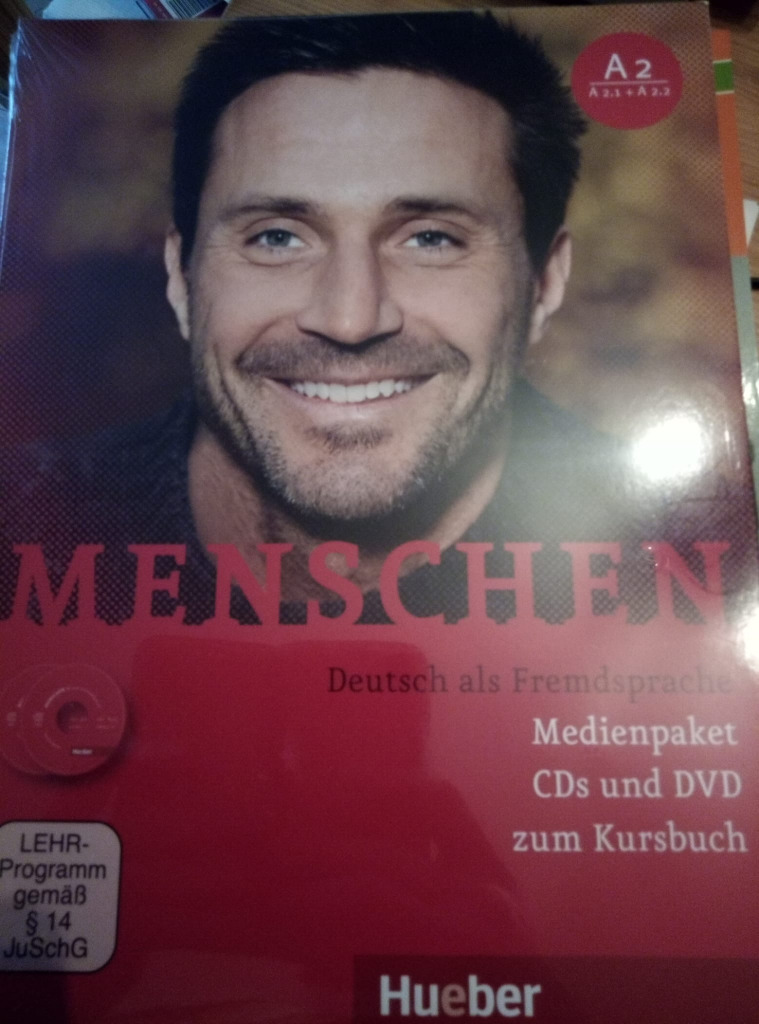 A 2
A 2.1 + A 2.2
MENSCHEN
Deutsch als Fremdsprache
Medienpaket
CDs und DVD
zum Kursbuch
LEHR-
Programm
gemäß
§ 14
JuSchG
Hueber